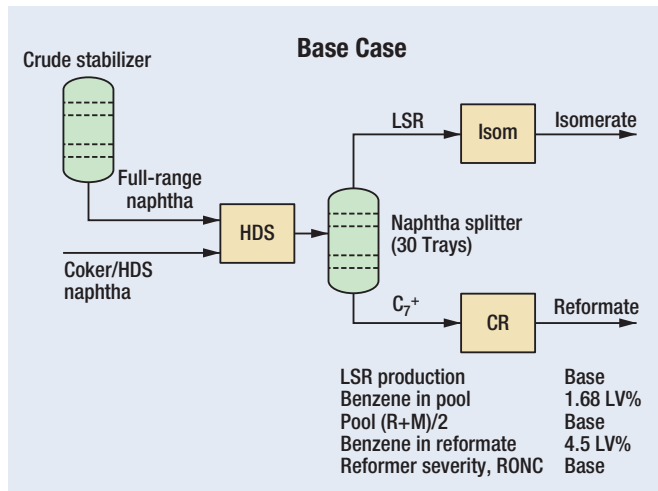 Base Case
Crude stabilizer
LSR
Isom
Isomerate
Full-range
naphtha
HDS
Naphtha splitter
(30 Trays)
Coker/HDS
naphtha
C₇⁺
CR
Reformate
LSR production Base
Benzene in pool 1.68 LV%
Pool (R+M)/2 Base
Benzene in reformate 4.5 LV%
Reformer severity, RONC Base